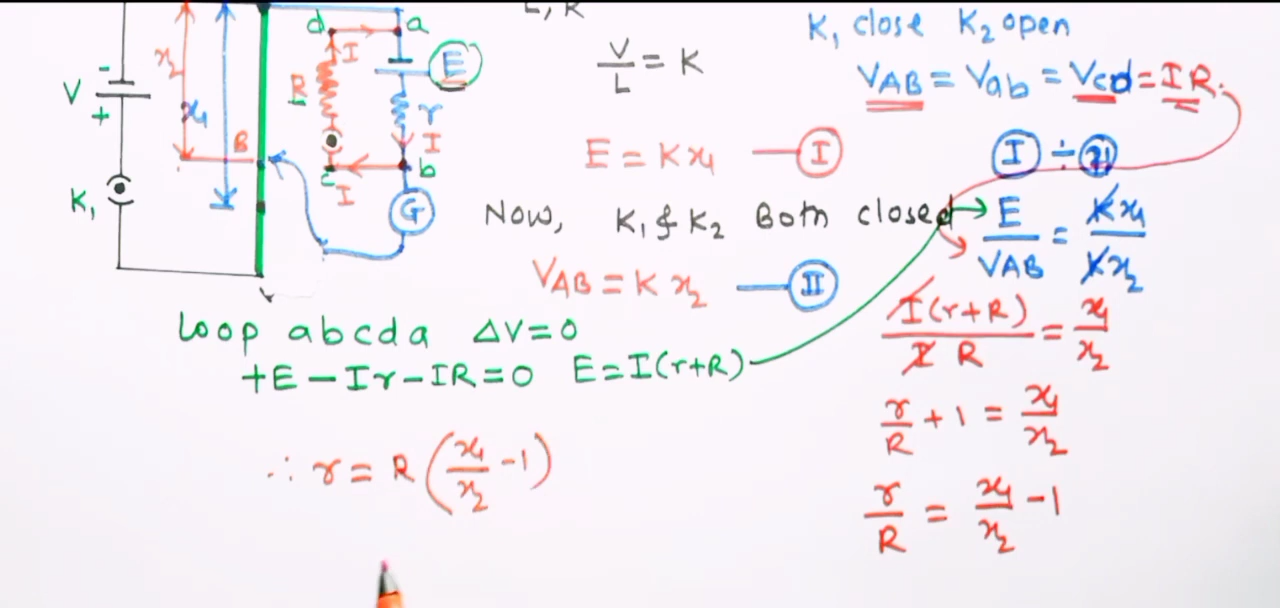 L, R
K₁ close K₂ open
V/L = K
V_AB = V_ab = V_cd = IR
E = K x₁ — I
I ÷ II
Now, K₁ & K₂ Both closed
E/V_AB = K x₁/K x₂
V_AB = K x₂ — II
I(r+R)/I R = x₁/x₂
Loop abcda ΔV=0
+E – Ir – IR = 0 E = I(r+R)
r/R + 1 = x₁/x₂
∴ r = R (x₁/x₂ – 1)
r/R = x₁/x₂ – 1
V
-
+
K₁
x₂
x₁
B
d
a
I
R
E
r
I
c
b
I
G